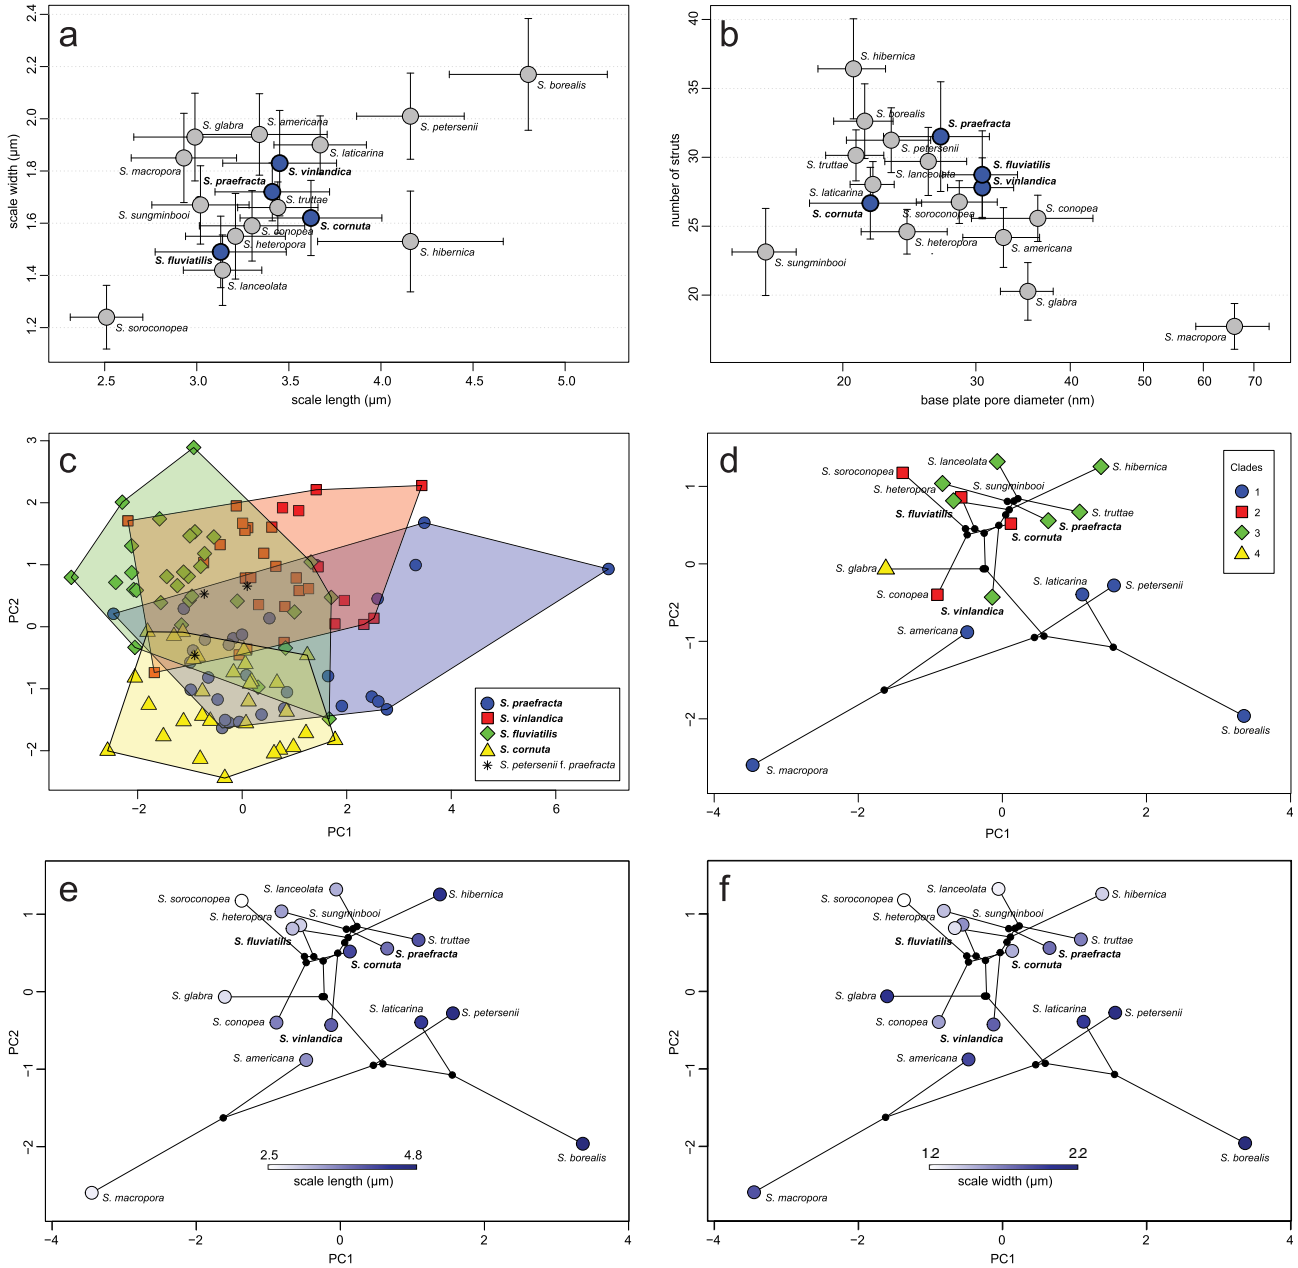 a
2.4
2.2
2.0
1.8
1.6
1.4
1.2
scale width (µm)
S. borealis
S. petersenii
S. glabra
S. americana
S. laticarina
S. macropora
S. vinlandica
S. praefracta
S. truttae
S. sungminbooi
S. cornuta
S. conopea
S. heteropora
S. hibernica
S. fluviatilis
S. lanceolata
S. soroconopea
2.5 3.0 3.5 4.0 4.5 5.0
scale length (µm)
b
40
35
30
25
20
number of struts
S. hibernica
S. borealis
S. praefracta
S. petersenii
S. truttae
S. lanceolata
S. fluviatilis
S. vinlandica
S. laticarina
S. cornuta
S. soroconopea
S. conopea
S. heteropora
S. americana
S. sungminbooi
S. glabra
S. macropora
20 30 40 50 60 70
base plate pore diameter (nm)
c
3
2
1
0
−1
−2
PC2
S. praefracta
S. vinlandica
S. fluviatilis
S. cornuta
S. petersenii f. praefracta
−2 0 2 4 6
PC1
d
1
0
−1
−2
PC2
Clades
1
2
3
4
S. lanceolata
S. soroconopea
S. hibernica
S. heteropora
S. sungminbooi
S. fluviatilis
S. truttae
S. praefracta
S. cornuta
S. glabra
S. laticarina
S. petersenii
S. conopea
S. vinlandica
S. americana
S. borealis
S. macropora
−4 −2 0 2 4
PC1
e
1
0
−1
−2
PC2
S. lanceolata
S. soroconopea
S. hibernica
S. heteropora
S. sungminbooi
S. fluviatilis
S. truttae
S. praefracta
S. cornuta
S. glabra
S. laticarina
S. petersenii
S. conopea
S. vinlandica
S. americana
S. borealis
S. macropora
2.5 4.8
scale length (µm)
−4 −2 0 2 4
PC1
f
1
0
−1
−2
PC2
S. lanceolata
S. soroconopea
S. hibernica
S. heteropora
S. sungminbooi
S. fluviatilis
S. truttae
S. praefracta
S. cornuta
S. glabra
S. laticarina
S. petersenii
S. conopea
S. vinlandica
S. americana
S. borealis
S. macropora
1.2 2.2
scale width (µm)
−4 −2 0 2 4
PC1